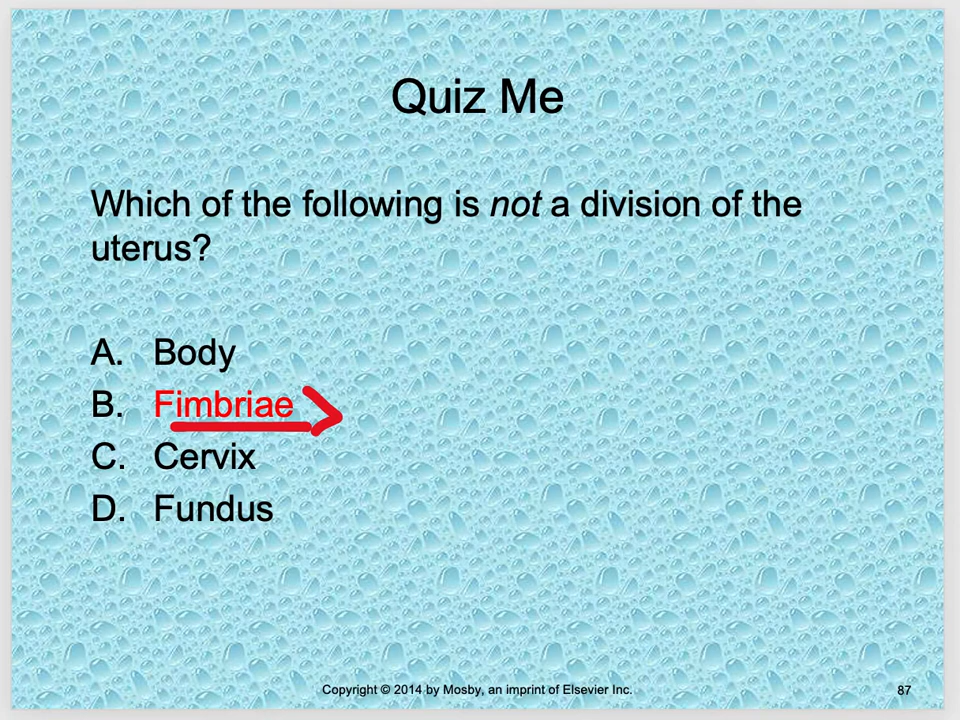 Quiz Me
Which of the following is not a division of the
uterus?
A. Body
B. Fimbriae
C. Cervix
D. Fundus
Copyright © 2014 by Mosby, an imprint of Elsevier Inc.
87